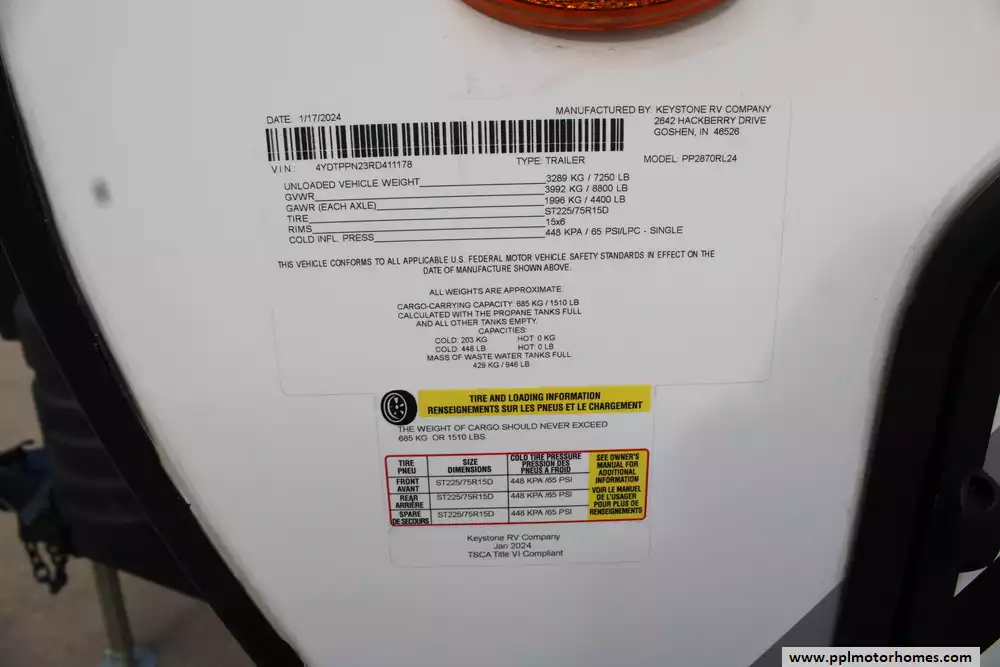 DATE: 1/17/2024
MANUFACTURED BY: KEYSTONE RV COMPANY
2642 HACKBERRY DRIVE
GOSHEN, IN 46526
VIN: 4YDTPPN23RD411178
TYPE: TRAILER
MODEL: PP2870RL24
UNLOADED VEHICLE WEIGHT 3289 KG / 7250 LB
GVWR 3992 KG / 8800 LB
GAWR (EACH AXLE) 1996 KG / 4400 LB
TIRE ST225/75R15D
RIMS 15x6
COLD INFL. PRESS 448 KPA / 65 PSI/LPC - SINGLE
THIS VEHICLE CONFORMS TO ALL APPLICABLE U.S. FEDERAL MOTOR VEHICLE SAFETY STANDARDS IN EFFECT ON THE
DATE OF MANUFACTURE SHOWN ABOVE.
ALL WEIGHTS ARE APPROXIMATE.
CARGO-CARRYING CAPACITY: 685 KG / 1510 LB
CALCULATED WITH THE PROPANE TANKS FULL
AND ALL OTHER TANKS EMPTY.
CAPACITIES:
COLD: 203 KG HOT: 0 KG
COLD: 448 LB HOT: 0 LB
MASS OF WASTE WATER TANKS FULL
429 KG / 946 LB
TIRE AND LOADING INFORMATION
RENSEIGNEMENTS SUR LES PNEUS ET LE CHARGEMENT
THE WEIGHT OF CARGO SHOULD NEVER EXCEED
685 KG OR 1510 LBS.
TIRE
PNEU
SIZE
DIMENSIONS
COLD TIRE PRESSURE
PRESSION DES
PNEUS A FROID
FRONT
AVANT
ST225/75R15D
448 KPA /65 PSI
REAR
ARRIÈRE
ST225/75R15D
448 KPA /65 PSI
SPARE
DE SECOURS
ST225/75R15D
448 KPA /65 PSI
SEE OWNER'S
MANUAL FOR
ADDITIONAL
INFORMATION
VOIR LE MANUEL
DE L'USAGER
POUR PLUS DE
RENSEIGNEMENTS
Keystone RV Company
Jan 2024
TSCA Title VI Compliant
www.pplmotorhomes.com